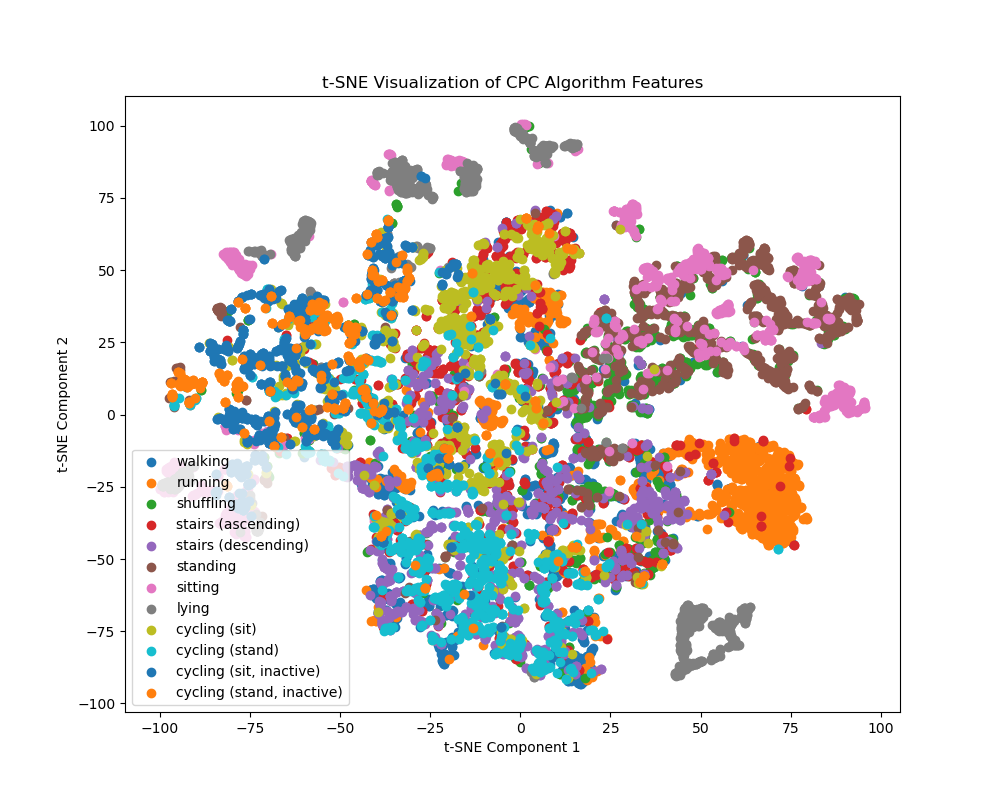 t-SNE Visualization of CPC Algorithm Features
t-SNE Component 2
100
75
50
25
0
−25
−50
−75
−100
walking
running
shuffling
stairs (ascending)
stairs (descending)
standing
sitting
lying
cycling (sit)
cycling (stand)
cycling (sit, inactive)
cycling (stand, inactive)
−100
−75
−50
−25
0
25
50
75
100
t-SNE Component 1